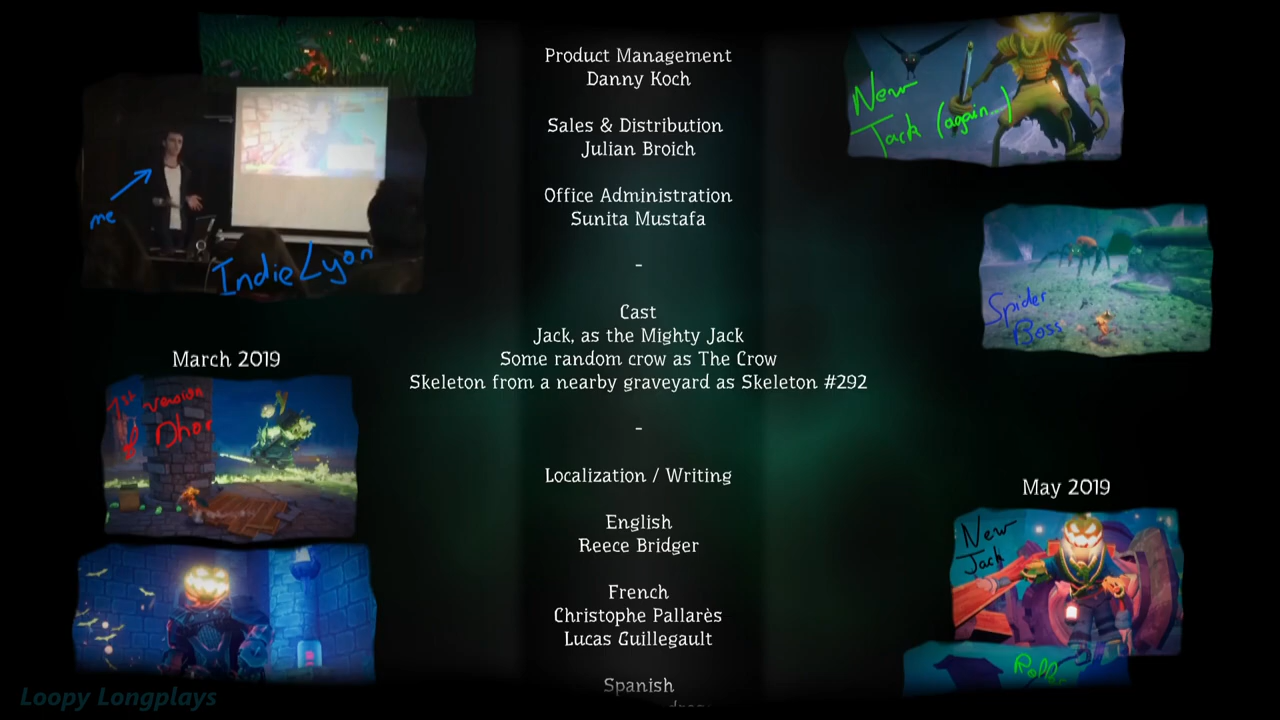 Product Management
Danny Koch
Sales & Distribution
Julian Broich
Office Administration
Sunita Mustafa
-
Cast
Jack, as the Mighty Jack
Some random crow as The Crow
Skeleton from a nearby graveyard as Skeleton #292
-
Localization / Writing
English
Reece Bridger
French
Christophe Pallarès
Lucas Guillegault
Spanish
me
IndieLyon
March 2019
1st version
Dhor
New
Jack (again...)
Spider
Boss
May 2019
New
Jack
Loopy Longplays